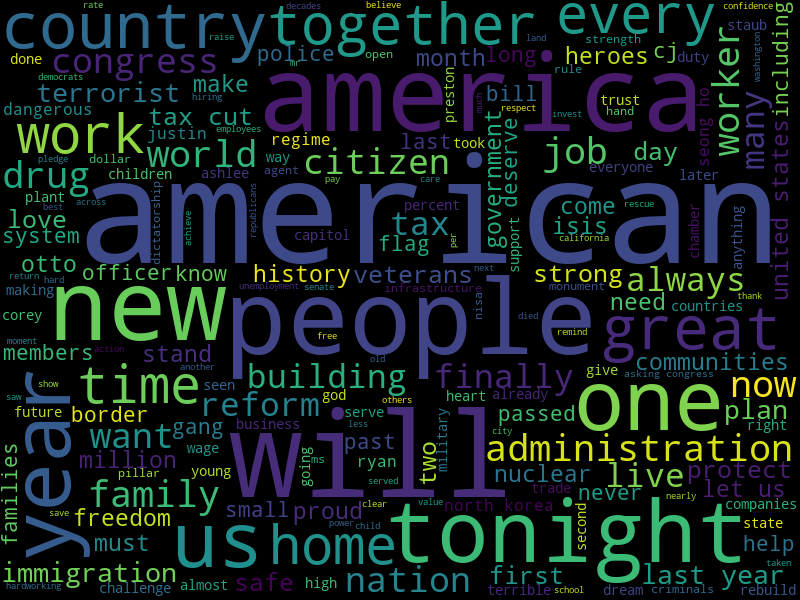 rate
decades
believe
confidence
country
together
every
raise
strength
land
done
congress
police
open
mr
month
long
heroes
cj
duty
staub
including
democrats
terrorist
make
america
preston
bill
rule
washington
dangerous
hiring
tax cut
much
respect
trust
worker
many
seong ho
work
justin
regime
last
took
hand
invest
pledge
employees
dollar
world
way
citizen
government
deserve
job
day
everyone
later
drug
children
ashlee
agent
pay
care
united states
plant
across
best
american
percent
come
rescue
love
dictatorship
achieve
republicans
capitol
tax
per
support
isis
california
chamber
anything
system
flag
otto
officer
know
history
veterans
next
strong
always
return
hard
unemployment
senate
infrastructure
nisa
monument
need
countries
thank
making
new
people
died
corey
great
moment
free
remind
members
action
stand
old
communities
another
building
finally
asking congress
give
saw
show
time
seen
god
others
heart
already
one
now
future
reform
serve
passed
plan
border
want
gang
business
less
past
will
two
military
city
right
year
wage
going
administration
million
pillar
young
ms
ryan
served
nuclear
live
protect
families
family
clear
value
trade
never
nearly
let us
save
small
proud
north korea
companies
freedom
power
child
tonight
second
state
must
us
home
help
immigration
safe
nation
first
last year
taken
hardworking
challenge
almost
high
terrible
school
dream
criminals
rebuild